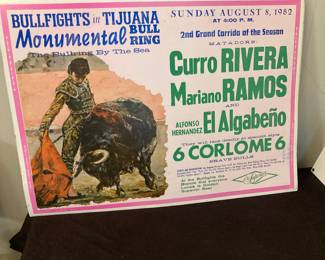 BULLFIGHTS in TIJUANA
Monumental BULL RING
The Bullring By The Sea
SUNDAY AUGUST 8, 1982
AT 4:00 P. M.
2nd Grand Corrida of the Season
MATADORS:
Curro RIVERA
Mariano RAMOS
AND
ALFONSO HERNANDEZ El Algabeño
They will
6 CORLOME 6
BRAVE BULLS